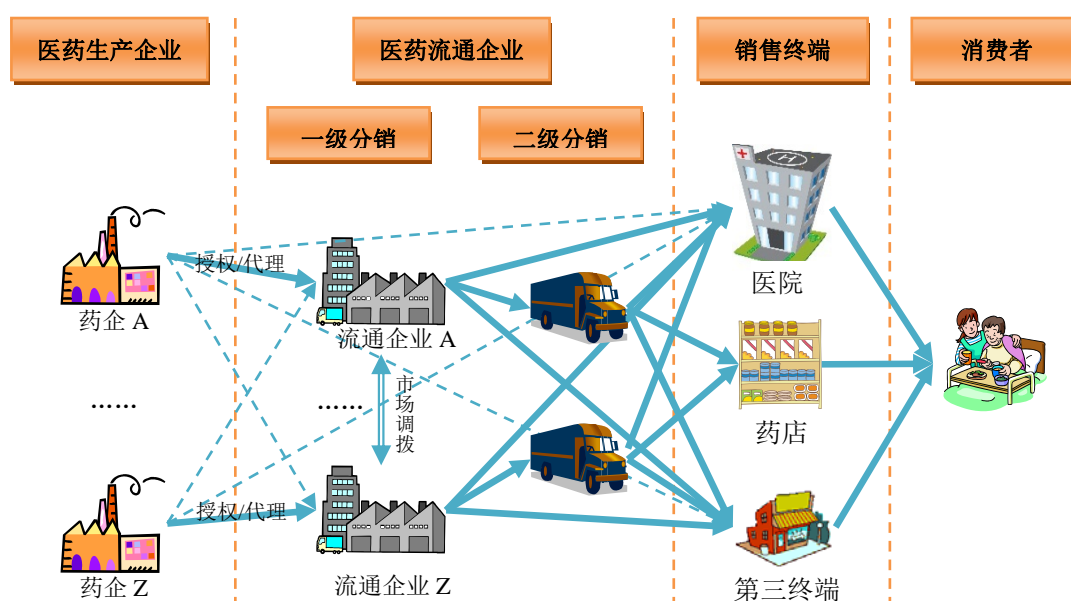 医药生产企业
医药流通企业
销售终端
消费者
一级分销
二级分销
授权/代理
医院
药企 A
流通企业 A
……
……
市场调拨
药店
授权/代理
药企 Z
流通企业 Z
第三终端